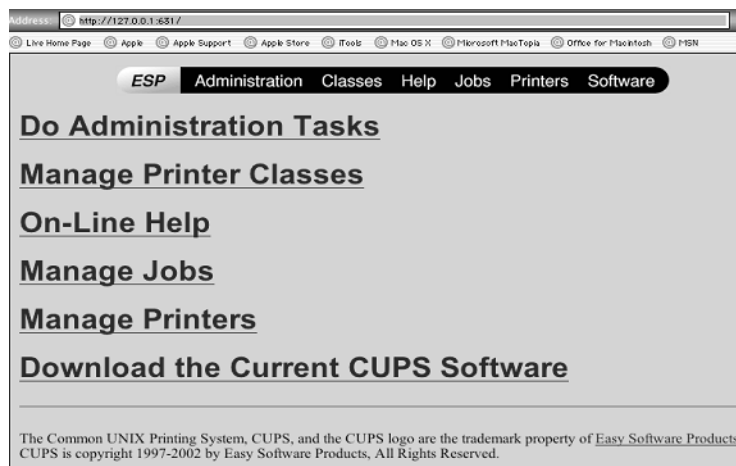 Address: http://127.0.0.1:631/
Live Home Page Apple Apple Support Apple Store iTools Mac OS X Microsoft MacTopia Office for Macintosh MSN
ESP Administration Classes Help Jobs Printers Software
Do Administration Tasks
Manage Printer Classes
On-Line Help
Manage Jobs
Manage Printers
Download the Current CUPS Software
The Common UNIX Printing System, CUPS, and the CUPS logo are the trademark property of Easy Software Products
CUPS is copyright 1997-2002 by Easy Software Products, All Rights Reserved.